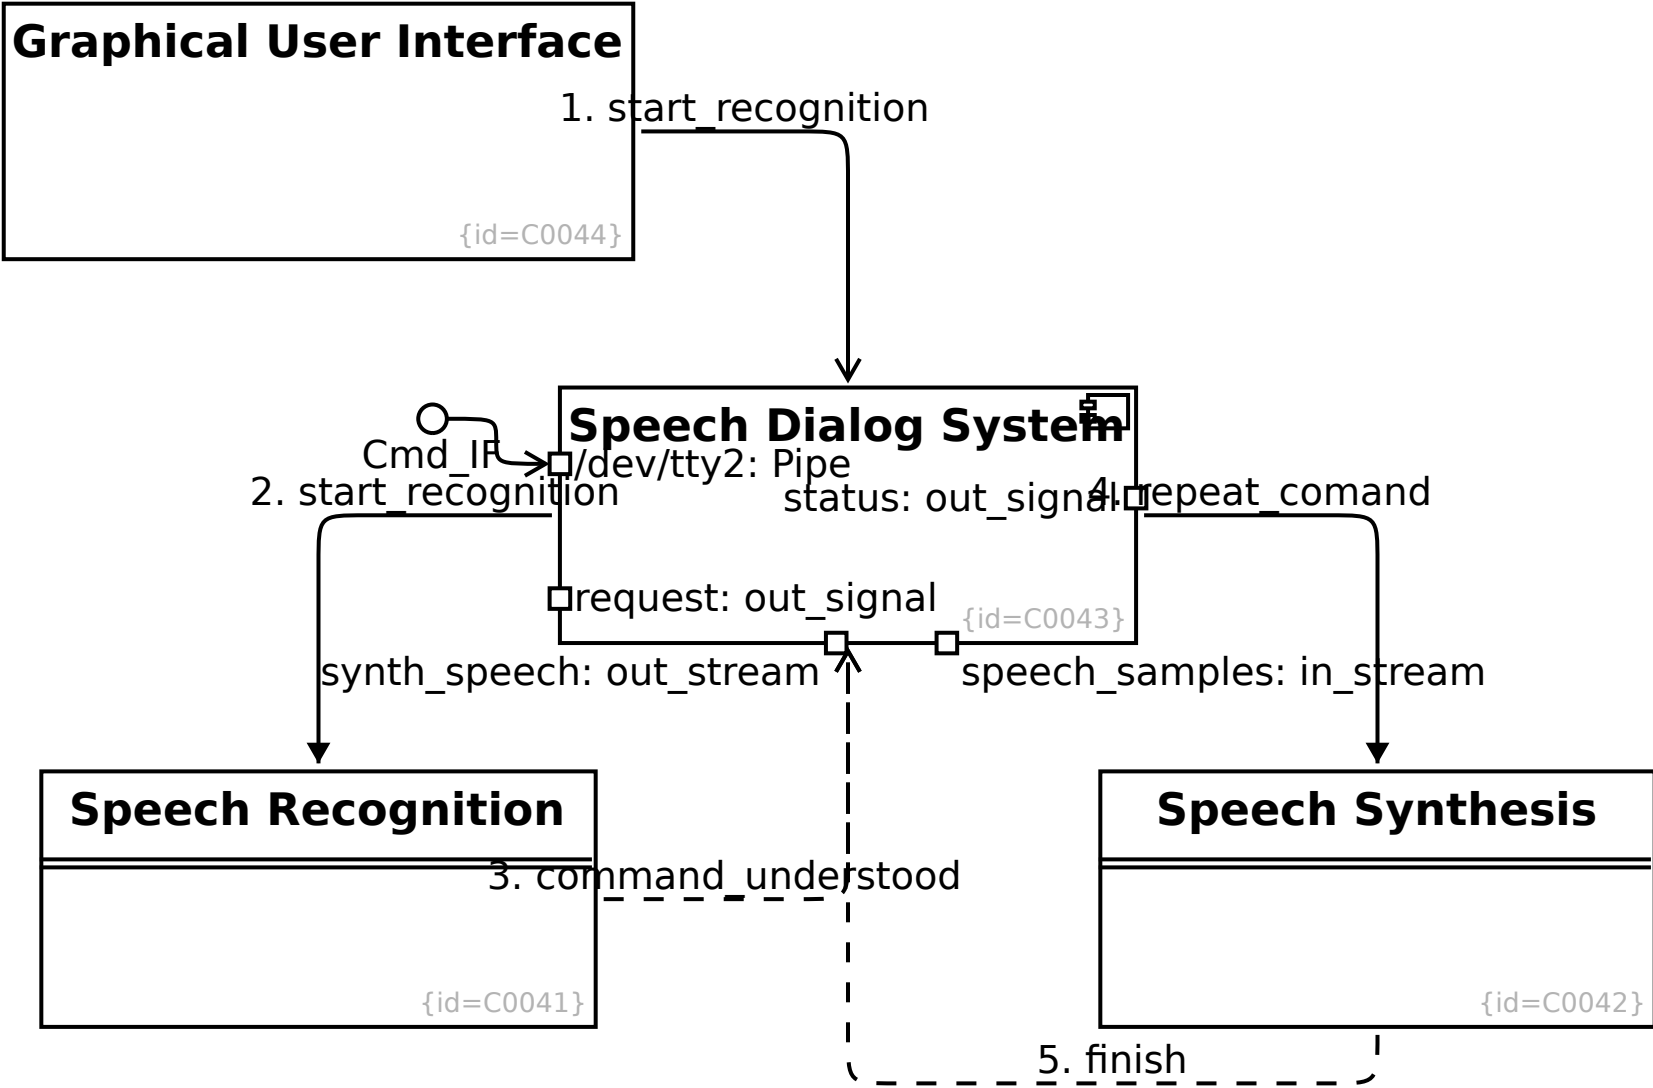 Graphical User Interface
1. start_recognition
{id=C0044}
Speech Dialog System
Cmd_IF
/dev/tty2: Pipe
2. start_recognition
status: out_signal
4. repeat_comand
request: out_signal
{id=C0043}
synth_speech: out_stream
speech_samples: in_stream
Speech Recognition
Speech Synthesis
3. command_understood
{id=C0041}
{id=C0042}
5. finish